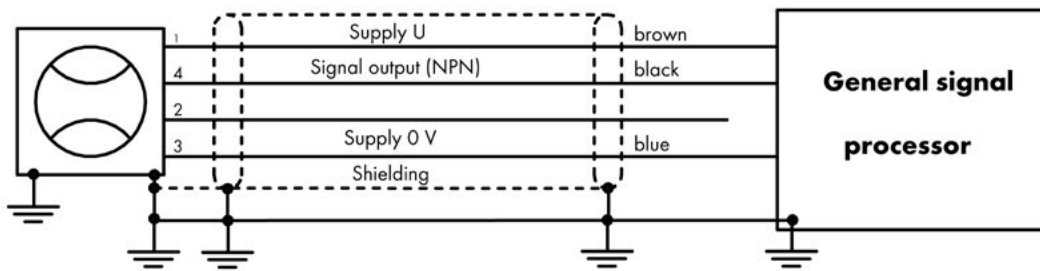 1 Supply U brown
4 Signal output (NPN) black
2
3 Supply 0 V blue
Shielding
General signal
processor